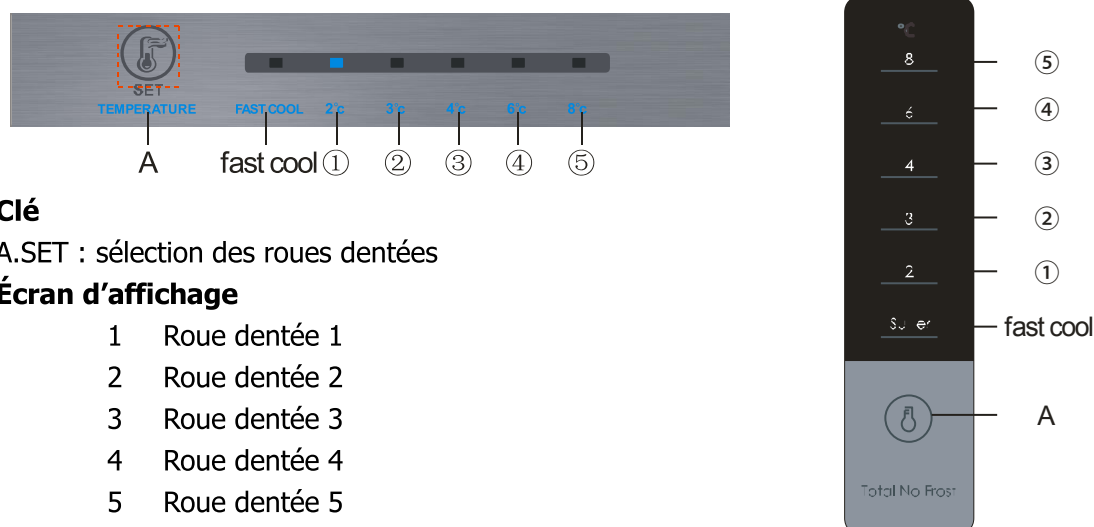 SET
TEMPERATURE FAST COOL 2°c 3°c 4°c 6°c 8°c
A fast cool ① ② ③ ④ ⑤
Clé
A.SET : sélection des roues dentées
Écran d’affichage
1 Roue dentée 1
2 Roue dentée 2
3 Roue dentée 3
4 Roue dentée 4
5 Roue dentée 5
°C
8 ⑤
6 ④
4 ③
3 ②
2 ①
Super fast cool
A
Total No Frost